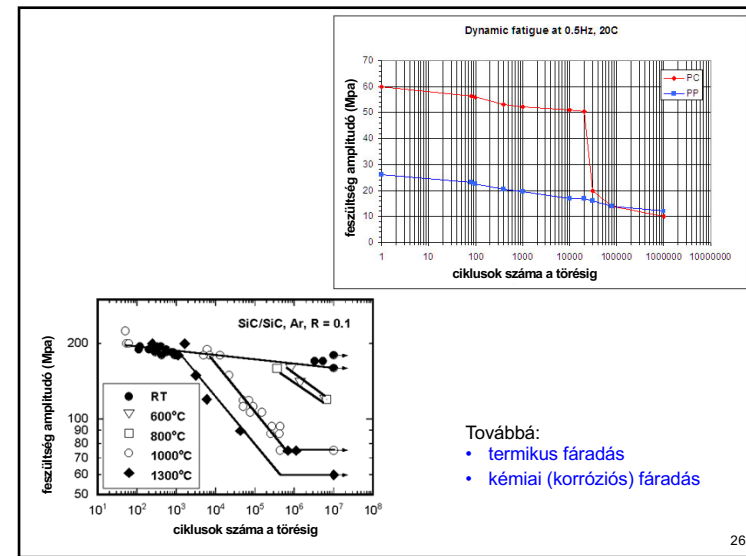 Dynamic fatigue at 0.5Hz, 20C
feszültség amplitudó (Mpa)
70
60
50
40
30
20
10
0
PC
PP
1 10 100 1000 10000 100000 1000000 10000000
ciklusok száma a törésig
feszültség amplitudó (Mpa)
SiC/SiC, Ar, R = 0.1
200
100
90
80
70
60
50
RT
600°C
800°C
1000°C
1300°C
10¹ 10² 10³ 10⁴ 10⁵ 10⁶ 10⁷ 10⁸
ciklusok száma a törésig
Továbbá:
• termikus fáradás
• kémiai (korróziós) fáradás
26